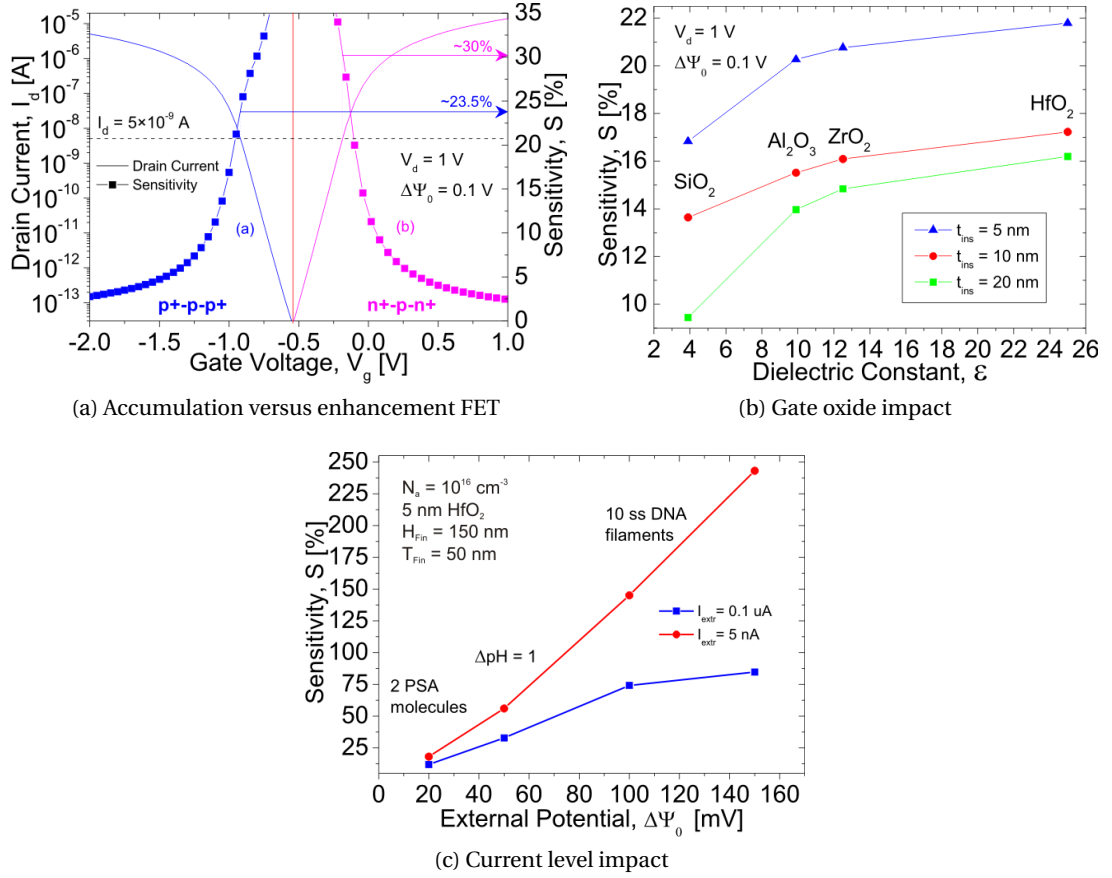 Drain Current, I_d [A]
10⁻⁵
10⁻⁶
10⁻⁷
10⁻⁸
10⁻⁹
10⁻¹⁰
10⁻¹¹
10⁻¹²
10⁻¹³
I_d = 5×10⁻⁹ A
Drain Current
Sensitivity
~30%
~23.5%
V_d = 1 V
ΔΨ₀ = 0.1 V
(a)
(b)
p+-p-p+
n+-p-n+
35
30
25
20
15
10
5
0
Sensitivity, S [%]
-2.0 -1.5 -1.0 -0.5 0.0 0.5 1.0
Gate Voltage, V_g [V]
(a) Accumulation versus enhancement FET
Sensitivity, S [%]
22
20
18
16
14
12
10
V_d = 1 V
ΔΨ₀ = 0.1 V
SiO₂
Al₂O₃
ZrO₂
HfO₂
t_ins = 5 nm
t_ins = 10 nm
t_ins = 20 nm
2 4 6 8 10 12 14 16 18 20 22 24 26
Dielectric Constant, ε
(b) Gate oxide impact
Sensitivity, S [%]
250
225
200
175
150
125
100
75
50
25
N_a = 10¹⁶ cm⁻³
5 nm HfO₂
H_Fin = 150 nm
T_Fin = 50 nm
10 ss DNA
filaments
I_extr = 0.1 uA
I_extr = 5 nA
ΔpH = 1
2 PSA
molecules
0 20 40 60 80 100 120 140 160
External Potential, ΔΨ₀ [mV]
(c) Current level impact